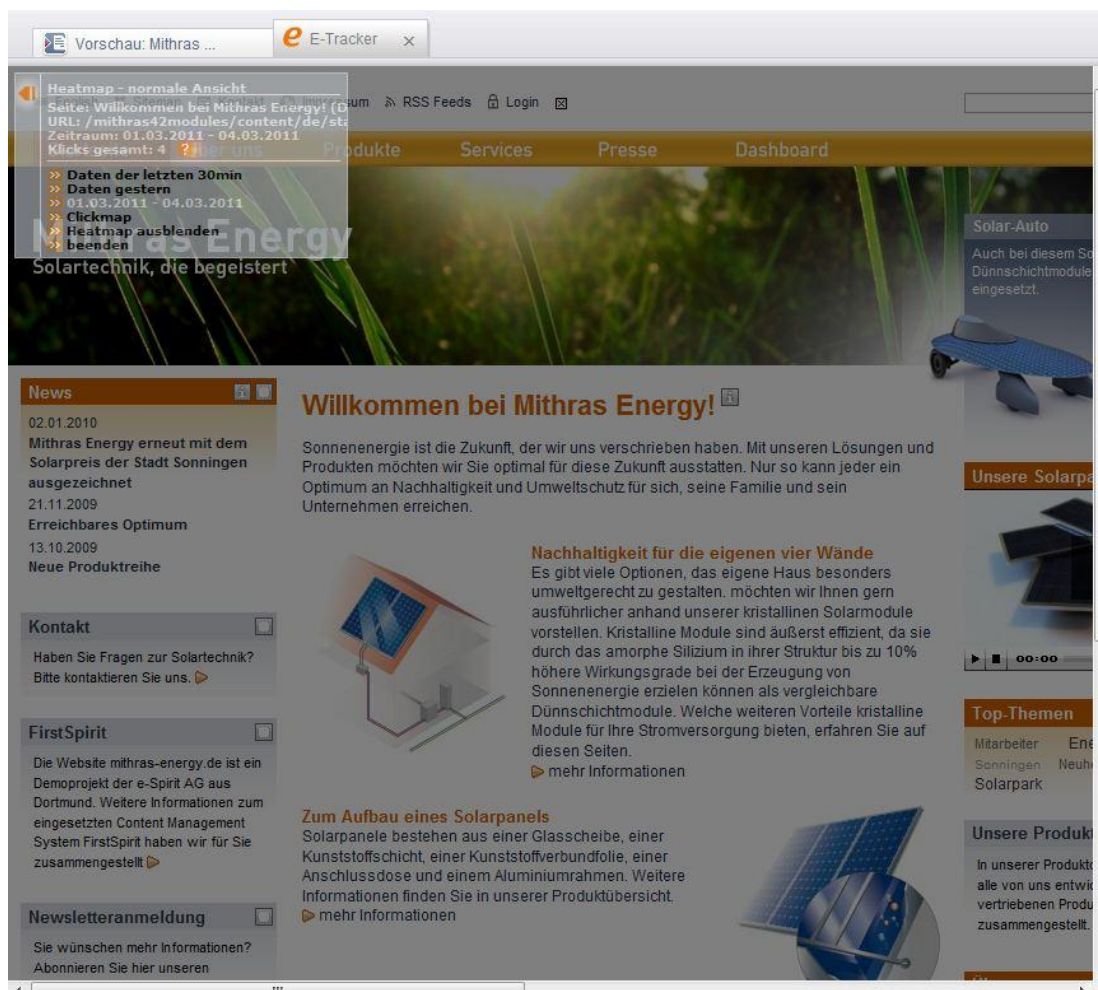 Vorschau: Mithras ...
E-Tracker
Heatmap - normale Ansicht
Seite: Willkommen bei Mithras Energy! (D
URL: /mithras42modules/content/de/sta
Zeitraum: 01.03.2011 - 04.03.2011
Klicks gesamt: 4 ?
Daten der letzten 30min
Daten gestern
01.03.2011 - 04.03.2011
Clickmap
Heatmap ausblenden
beenden
English Sitemap Kontakt Impressum RSS Feeds Login
über uns Produkte Services Presse Dashboard
Mithras Energy
Solartechnik, die begeistert
Solar-Auto
Auch bei diesem So
Dünnschichtmodule
eingesetzt.
News
02.01.2010
Mithras Energy erneut mit dem
Solarpreis der Stadt Sonningen
ausgezeichnet
21.11.2009
Erreichbares Optimum
13.10.2009
Neue Produktreihe
Kontakt
Haben Sie Fragen zur Solartechnik?
Bitte kontaktieren Sie uns.
FirstSpirit
Die Website mithras-energy.de ist ein
Demoprojekt der e-Spirit AG aus
Dortmund. Weitere Informationen zum
eingesetzten Content Management
System FirstSpirit haben wir für Sie
zusammengestellt
Newsletteranmeldung
Sie wünschen mehr Informationen?
Abonnieren Sie hier unseren
Willkommen bei Mithras Energy!
Sonnenenergie ist die Zukunft, der wir uns verschrieben haben. Mit unseren Lösungen und
Produkten möchten wir Sie optimal für diese Zukunft ausstatten. Nur so kann jeder ein
Optimum an Nachhaltigkeit und Umweltschutz für sich, seine Familie und sein
Unternehmen erreichen.
Nachhaltigkeit für die eigenen vier Wände
Es gibt viele Optionen, das eigene Haus besonders
umweltgerecht zu gestalten. möchten wir Ihnen gern
ausführlicher anhand unserer kristallinen Solarmodule
vorstellen. Kristalline Module sind äußerst effizient, da sie
durch das amorphe Silizium in ihrer Struktur bis zu 10%
höhere Wirkungsgrade bei der Erzeugung von
Sonnenenergie erzielen können als vergleichbare
Dünnschichtmodule. Welche weiteren Vorteile kristalline
Module für Ihre Stromversorgung bieten, erfahren Sie auf
diesen Seiten.
mehr Informationen
Zum Aufbau eines Solarpanels
Solarpanele bestehen aus einer Glasscheibe, einer
Kunststoffschicht, einer Kunststoffverbundfolie, einer
Anschlussdose und einem Aluminiumrahmen. Weitere
Informationen finden Sie in unserer Produktübersicht.
mehr Informationen
Unsere Solarpa
00:00
Top-Themen
Mitarbeiter Ene
Sonningen Neuhe
Solarpark
Unsere Produkt
In unserer Produkto
alle von uns entwic
vertriebenen Produ
zusammengestellt.